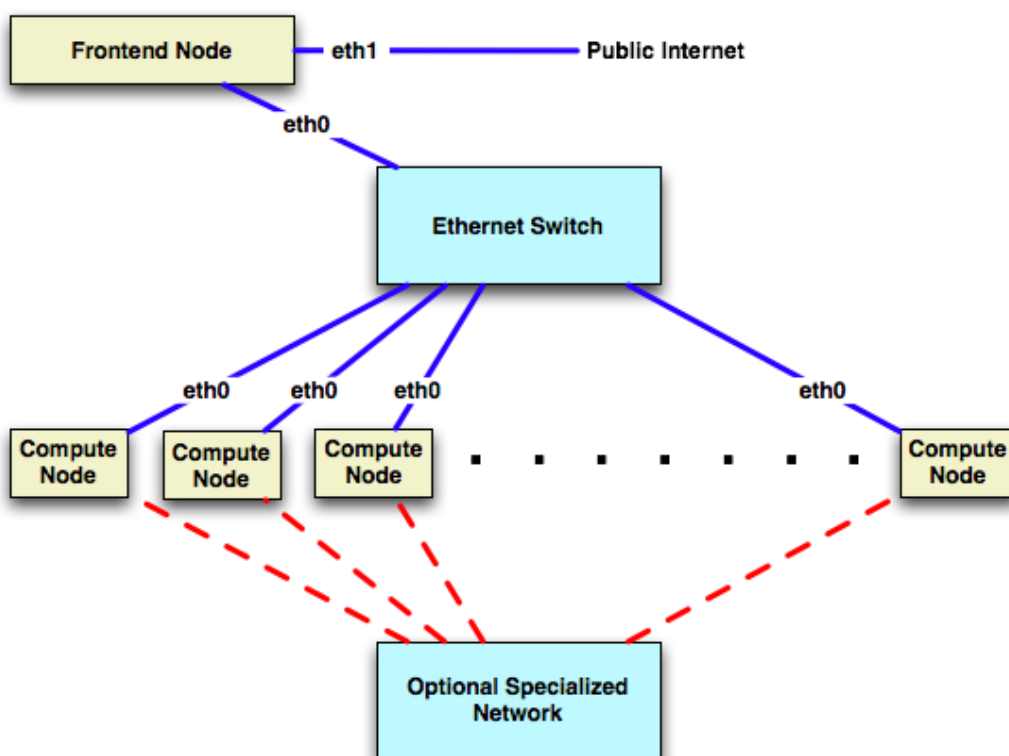 Frontend Node
eth1
Public Internet
eth0
Ethernet Switch
eth0
eth0
eth0
eth0
Compute
Node
Compute
Node
Compute
Node
Compute
Node
Optional Specialized
Network